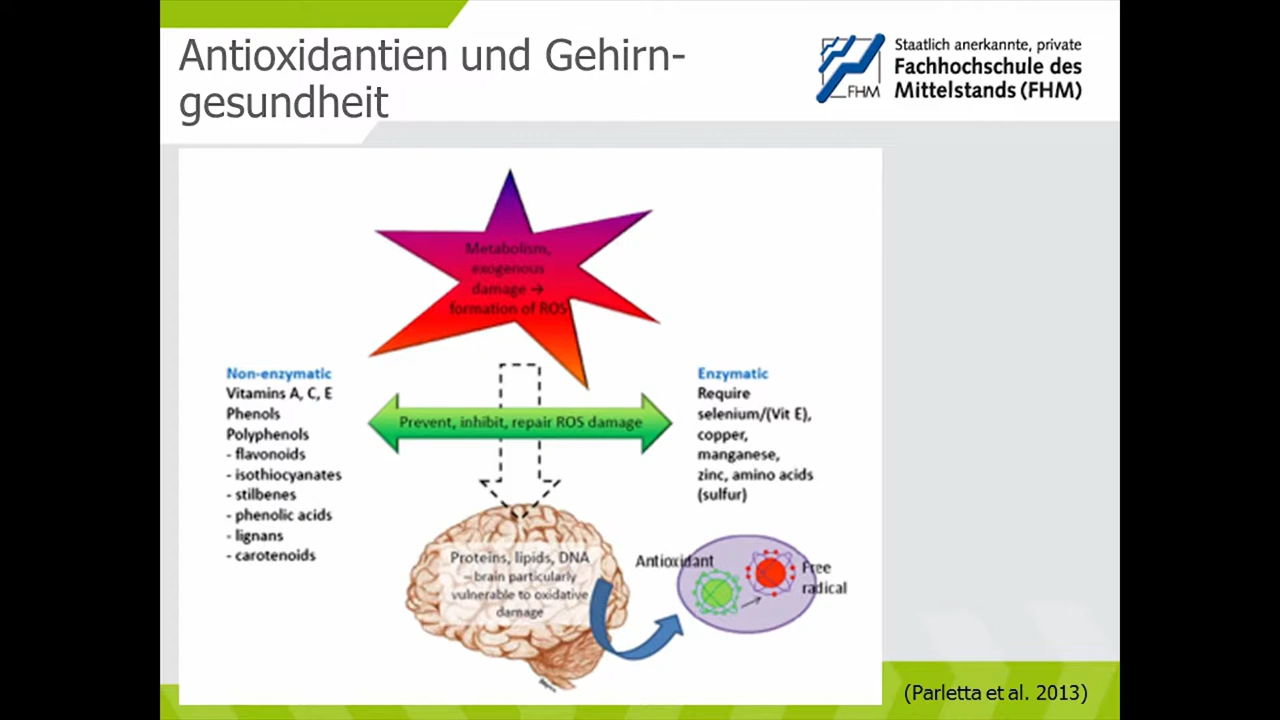 Antioxidantien und Gehirn-
gesundheit
FHM
Staatlich anerkannte, private
Fachhochschule des
Mittelstands (FHM)
Metabolism,
exogenous
damage →
formation of ROS
Non-enzymatic
Vitamins A, C, E
Phenols
Polyphenols
- flavonoids
- isothiocyanates
- stilbenes
- phenolic acids
- lignans
- carotenoids
Prevent, inhibit, repair ROS damage
Enzymatic
Require
selenium/(Vit E),
copper,
manganese,
zinc, amino acids
(sulfur)
Proteins, lipids, DNA
– brain particularly
vulnerable to oxidative
damage
Antioxidant
Free
radical
(Parletta et al. 2013)